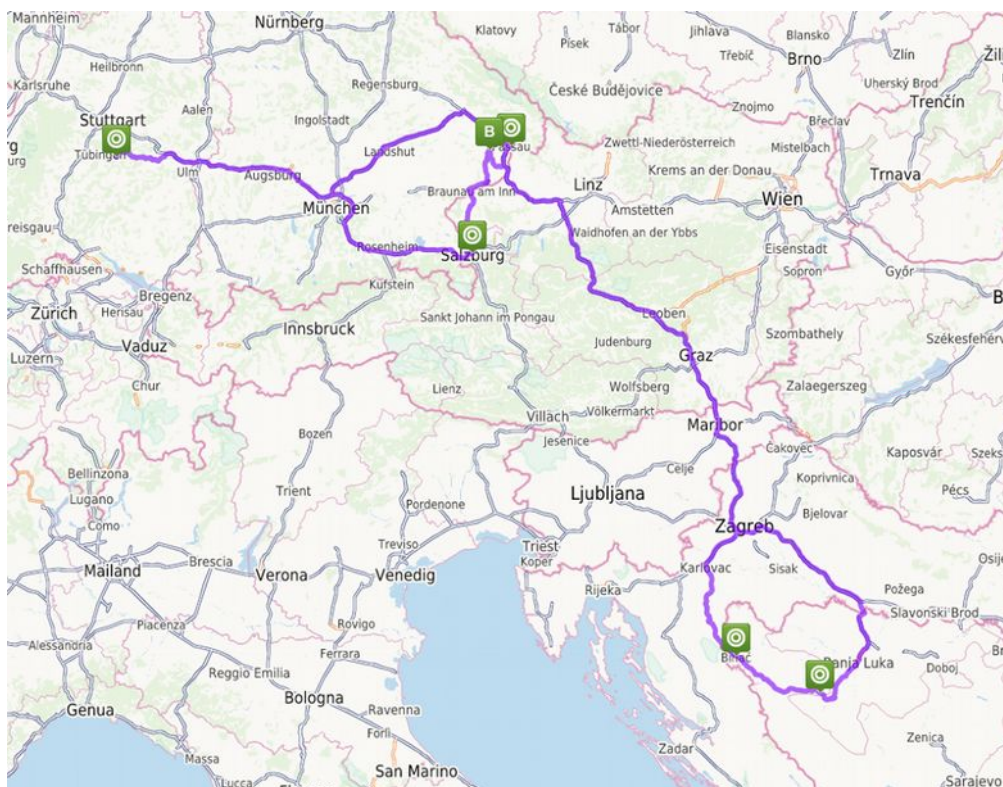 Mannheim
Nürnberg
Klatovy
Tábor
Jihlava
Blansko
Písek
Třebíč
Brno
Zlín
Heilbronn
Karlsruhe
Regensburg
České Budějovice
Uherský Brod
Trenčín
Aalen
Ingolstadt
Znojmo
Břeclav
Stuttgart
B
Tübingen
Landshut
Zwettl-Niederösterreich
Mistelbach
Ulm
Augsburg
Krems an der Donau
Trnava
Linz
Braunau am Inn
Wien
München
Amstetten
Waidhofen an der Ybbs
Rosenheim
Salzburg
Eisenstadt
Schaffhausen
Kufstein
Sopron
Győr
Bregenz
Zürich
Herisau
Sankt Johann im Pongau
Leoben
Innsbruck
Szombathely
Vaduz
Judenburg
Luzern
Graz
Székesfehérv
Chur
Lienz
Wolfsberg
Zalaegerszeg
Villach
Völkermarkt
Maribor
Bozen
Jesenice
Čakovec
Kaposvár
Bellinzona
Celje
Koprivnica
Lugano
Ljubljana
Pécs
Trient
Pordenone
Bjelovar
Como
Zagreb
Treviso
Triest
Mailand
Brescia
Koper
Karlovac
Sisak
Verona
Venedig
Rijeka
Požega
Slavonski Brod
Piacenza
Rovigo
Alessandria
Ferrara
Banja Luka
Doboj
Reggio Emilia
Bologna
Genua
Ravenna
Forlì
Zenica
Zadar
Massa
San Marino
Lucca
Sarajevo